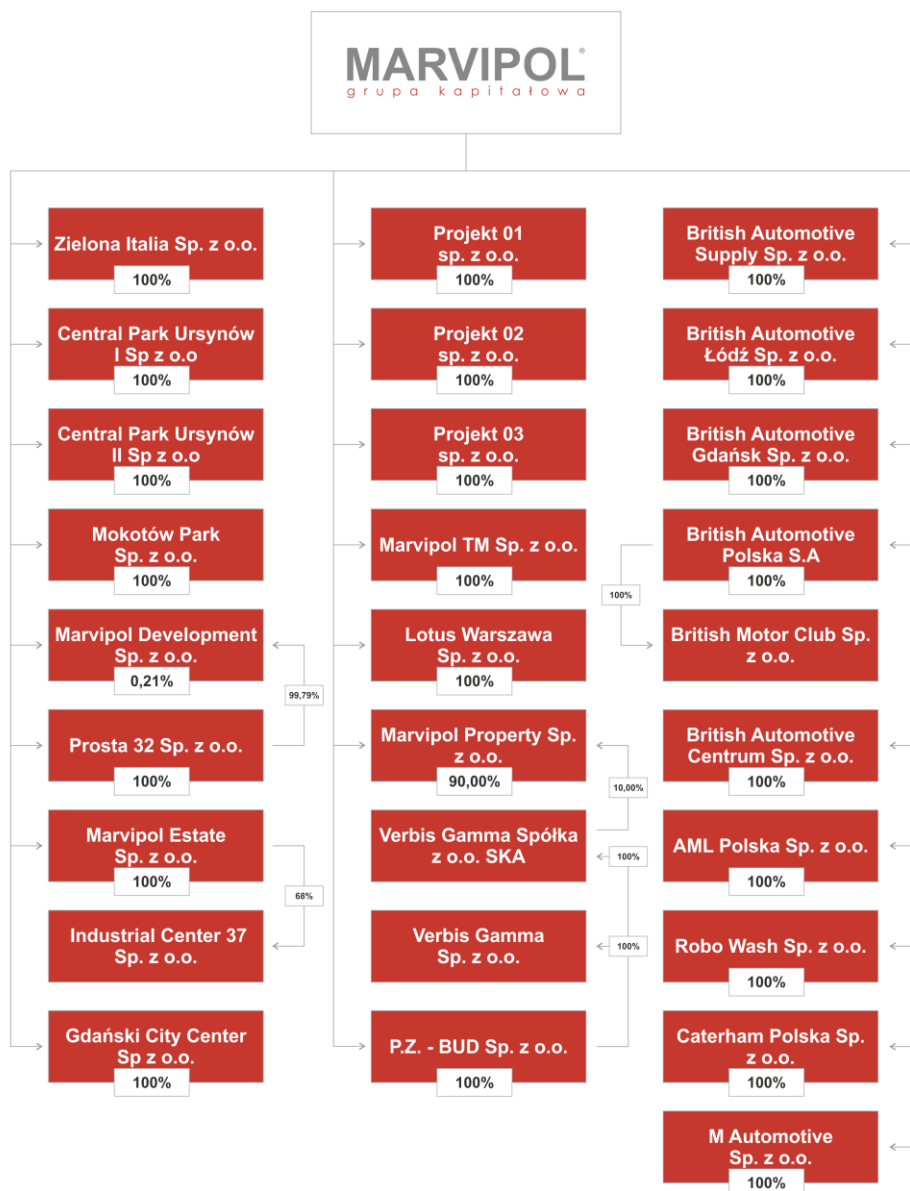 MARVIPOL®
grupa kapitałowa
Zielona Italia Sp. z o.o.
100%
Central Park Ursynów
I Sp z o.o
100%
Central Park Ursynów
II Sp z o.o
100%
Mokotów Park
Sp. z o.o.
100%
Marvipol Development
Sp. z o.o.
0,21%
99,79%
Prosta 32 Sp. z o.o.
100%
Marvipol Estate
Sp. z o.o.
100%
68%
Industrial Center 37
Sp. z o.o.
Gdański City Center
Sp z o.o.
100%
Projekt 01
sp. z o.o.
100%
Projekt 02
sp. z o.o.
100%
Projekt 03
sp. z o.o.
100%
Marvipol TM Sp. z o.o.
100%
Lotus Warszawa
Sp. z o.o.
100%
Marvipol Property Sp.
z o.o.
90,00%
10,00%
Verbis Gamma Spółka
z o.o. SKA
100%
Verbis Gamma
Sp. z o.o.
100%
P.Z. - BUD Sp. z o.o.
100%
British Automotive
Supply Sp. z o.o.
100%
British Automotive
Łódź Sp. z o.o.
100%
British Automotive
Gdańsk Sp. z o.o.
100%
British Automotive
Polska S.A
100%
100%
British Motor Club Sp.
z o.o.
British Automotive
Centrum Sp. z o.o.
100%
AML Polska Sp. z o.o.
100%
Robo Wash Sp. z o.o.
100%
Caterham Polska Sp.
z o.o.
100%
M Automotive
Sp. z o.o.
100%